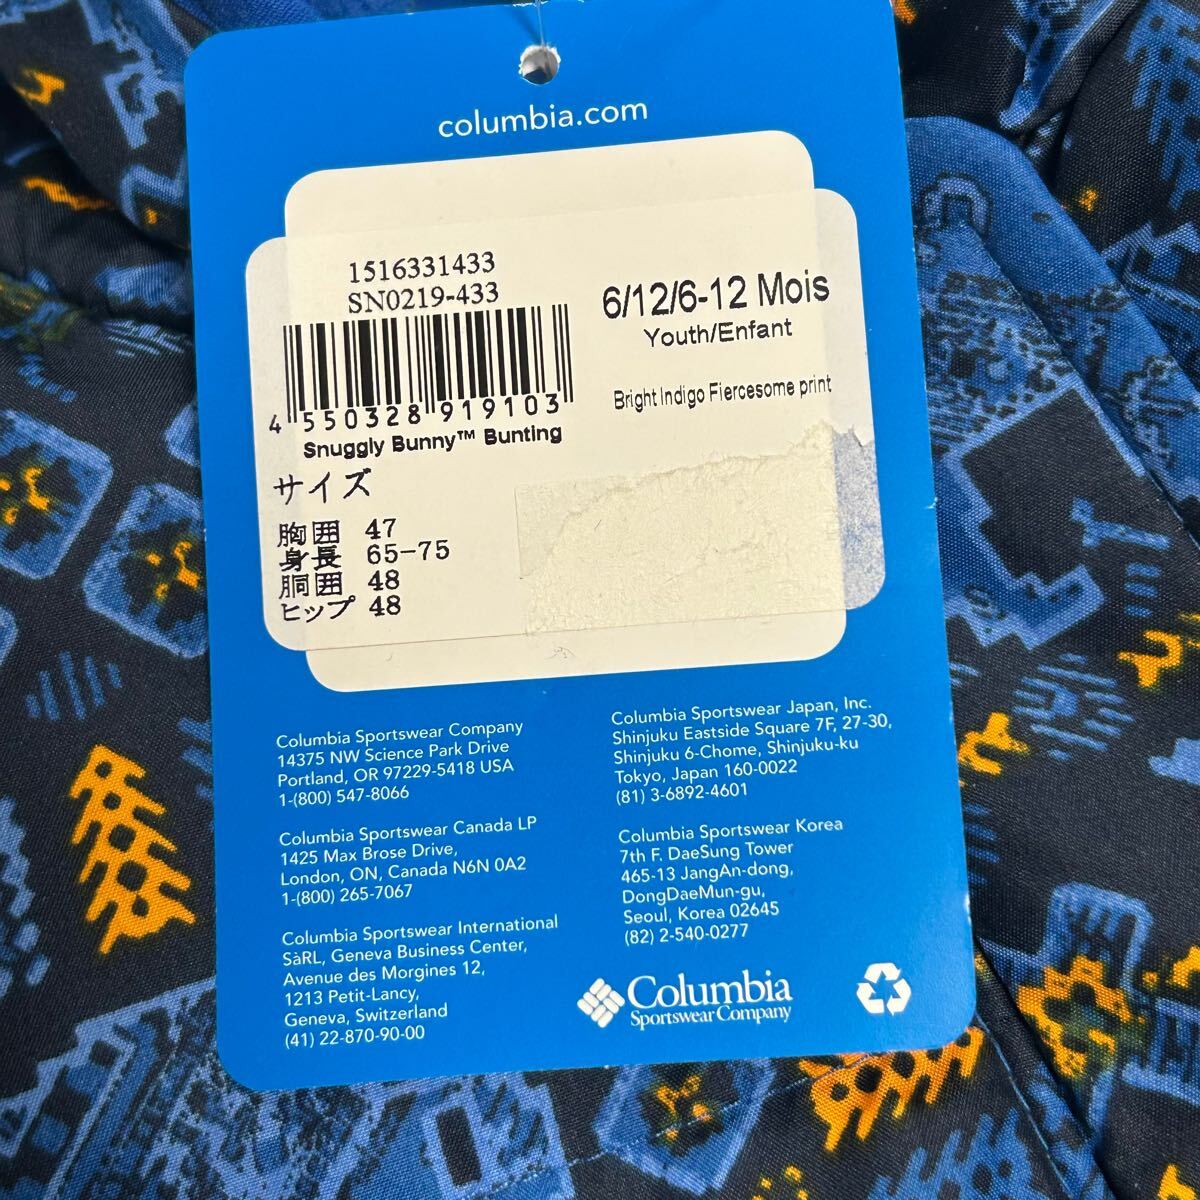 columbia.com
1516331433
SN0219-433
4 550328 919103
Snuggly Bunny™ Bunting
6/12/6-12 Mois
Youth/Enfant
Bright Indigo Fiercesome print
サイズ
胸囲 47
身長 65-75
胴囲 48
ヒップ 48
Columbia Sportswear Company
14375 NW Science Park Drive
Portland, OR 97229-5418 USA
1-(800) 547-8066
Columbia Sportswear Canada LP
1425 Max Brose Drive,
London, ON, Canada N6N 0A2
1-(800) 265-7067
Columbia Sportswear International
SàRL, Geneva Business Center,
Avenue des Morgines 12,
1213 Petit-Lancy,
Geneva, Switzerland
(41) 22-870-90-00
Columbia Sportswear Japan, Inc.
Shinjuku Eastside Square 7F, 27-30,
Shinjuku 6-Chome, Shinjuku-ku
Tokyo, Japan 160-0022
(81) 3-6892-4601
Columbia Sportswear Korea
7th F. DaeSung Tower
465-13 JangAn-dong,
DongDaeMun-gu,
Seoul, Korea 02645
(82) 2-540-0277
Columbia
Sportswear Company